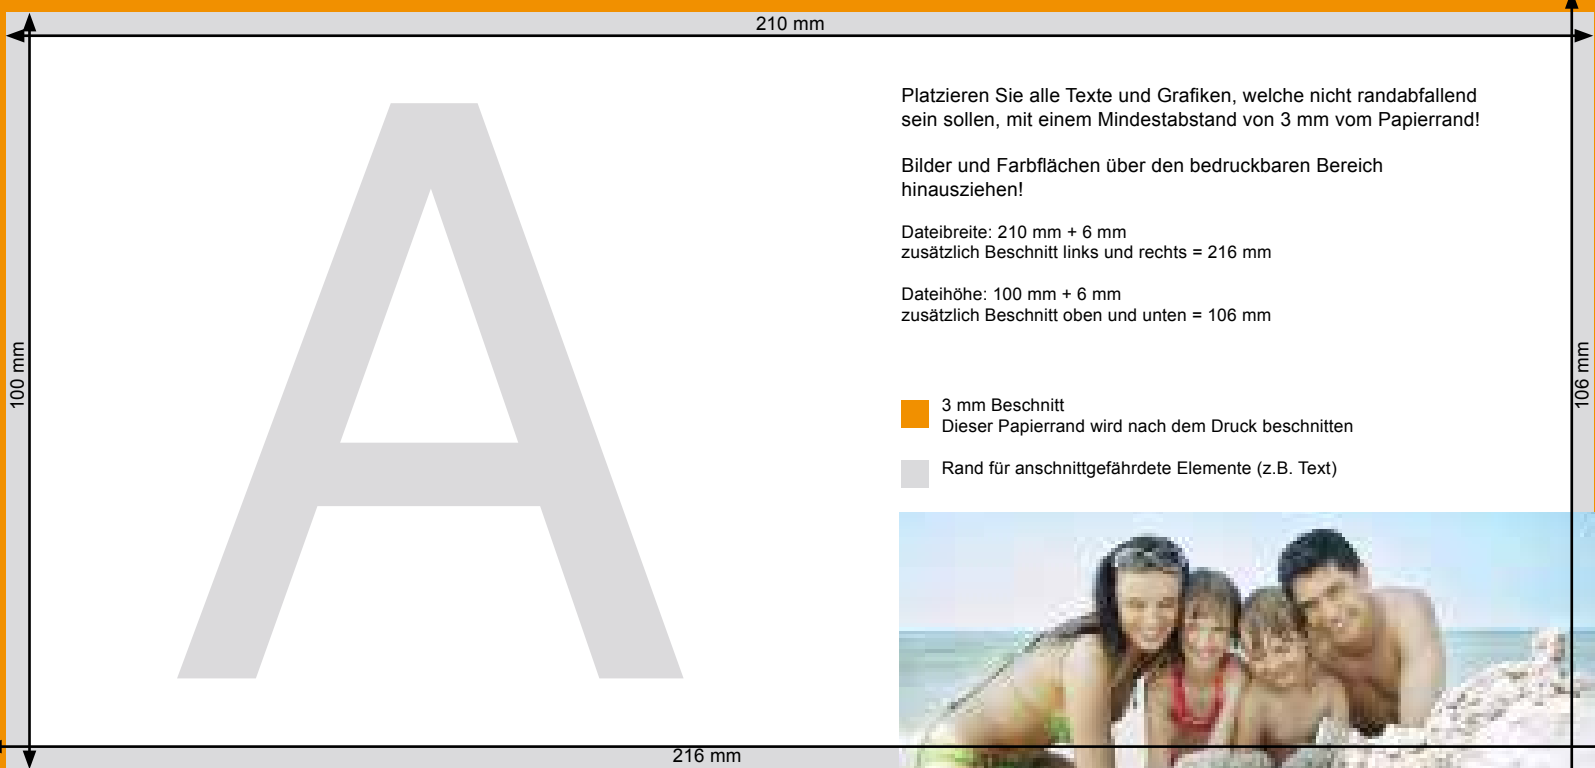 210 mm
A
Platzieren Sie alle Texte und Grafiken, welche nicht randabfallend
sein sollen, mit einem Mindestabstand von 3 mm vom Papierrand!
Bilder und Farbflächen über den bedruckbaren Bereich
hinausziehen!
Dateibreite: 210 mm + 6 mm
zusätzlich Beschnitt links und rechts = 216 mm
Dateihöhe: 100 mm + 6 mm
zusätzlich Beschnitt oben und unten = 106 mm
100 mm
106 mm
3 mm Beschnitt
Dieser Papierrand wird nach dem Druck beschnitten
Rand für anschnittgefährdete Elemente (z.B. Text)
216 mm